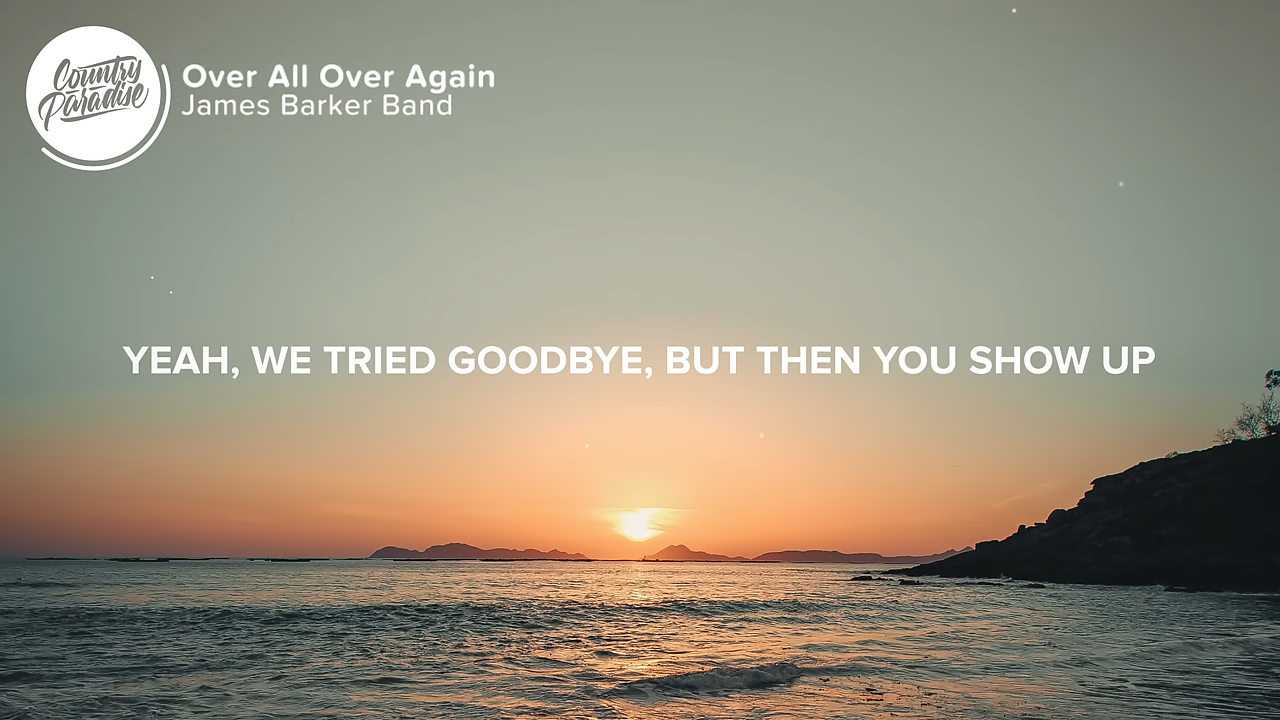 Country
Paradise
Over All Over Again
James Barker Band
YEAH, WE TRIED GOODBYE, BUT THEN YOU SHOW UP